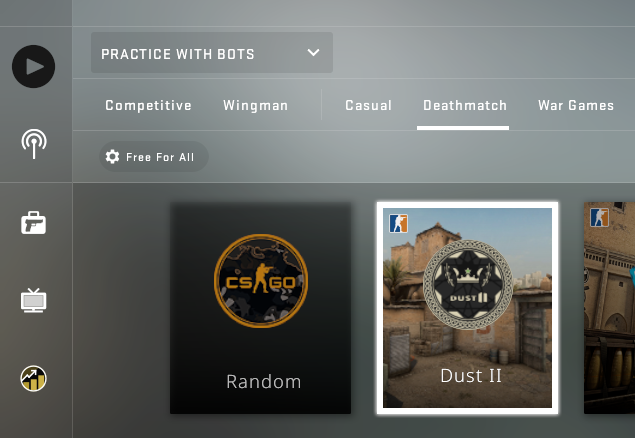 PRACTICE WITH BOTS
Competitive Wingman Casual Deathmatch War Games
Free For All
CS GO
DUST II
Random
Dust II